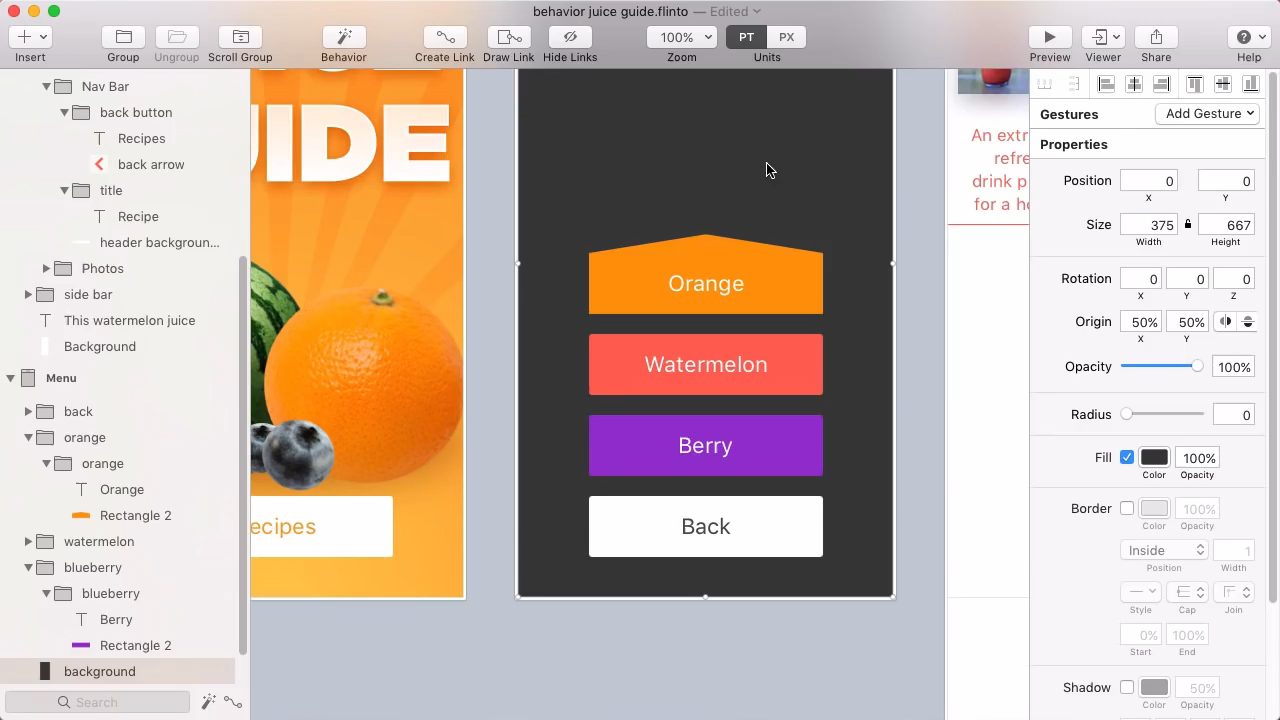 behavior juice guide.flinto — Edited
Insert
Group
Ungroup
Scroll Group
Behavior
Create Link
Draw Link
Hide Links
100%
Zoom
PT
PX
Units
Preview
Viewer
Share
Help
Nav Bar
back button
Recipes
back arrow
title
Recipe
header backgroun...
Photos
side bar
This watermelon juice
Background
Menu
back
orange
orange
Orange
Rectangle 2
watermelon
blueberry
blueberry
Berry
Rectangle 2
background
Search
UIDE
ecipes
Orange
Watermelon
Berry
Back
An extr
refre
drink p
for a ho
Gestures
Add Gesture
Properties
Position
0
0
X
Y
Size
375
667
Width
Height
Rotation
0
0
0
X
Y
Z
Origin
50%
50%
X
Y
Opacity
100%
Radius
0
Fill
100%
Color
Opacity
Border
100%
Color
Opacity
Inside
1
Position
Width
Style
Cap
Join
0%
100%
Start
End
Shadow
50%
Color
Opacity